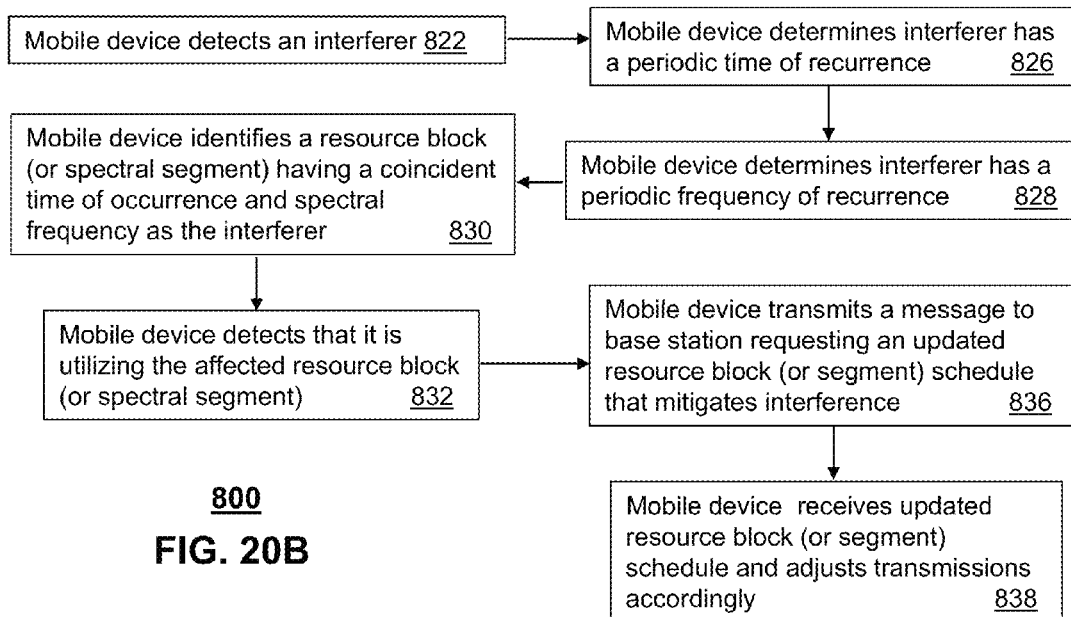 Mobile device detects an interferer 822
Mobile device determines interferer has
a periodic time of recurrence 826
Mobile device determines interferer has a
periodic frequency of recurrence 828
Mobile device identifies a resource block
(or spectral segment) having a coincident
time of occurrence and spectral
frequency as the interferer 830
Mobile device detects that it is
utilizing the affected resource block
(or spectral segment) 832
Mobile device transmits a message to
base station requesting an updated
resource block (or segment) schedule
that mitigates interference 836
Mobile device receives updated
resource block (or segment)
schedule and adjusts transmissions
accordingly 838
800
FIG. 20B